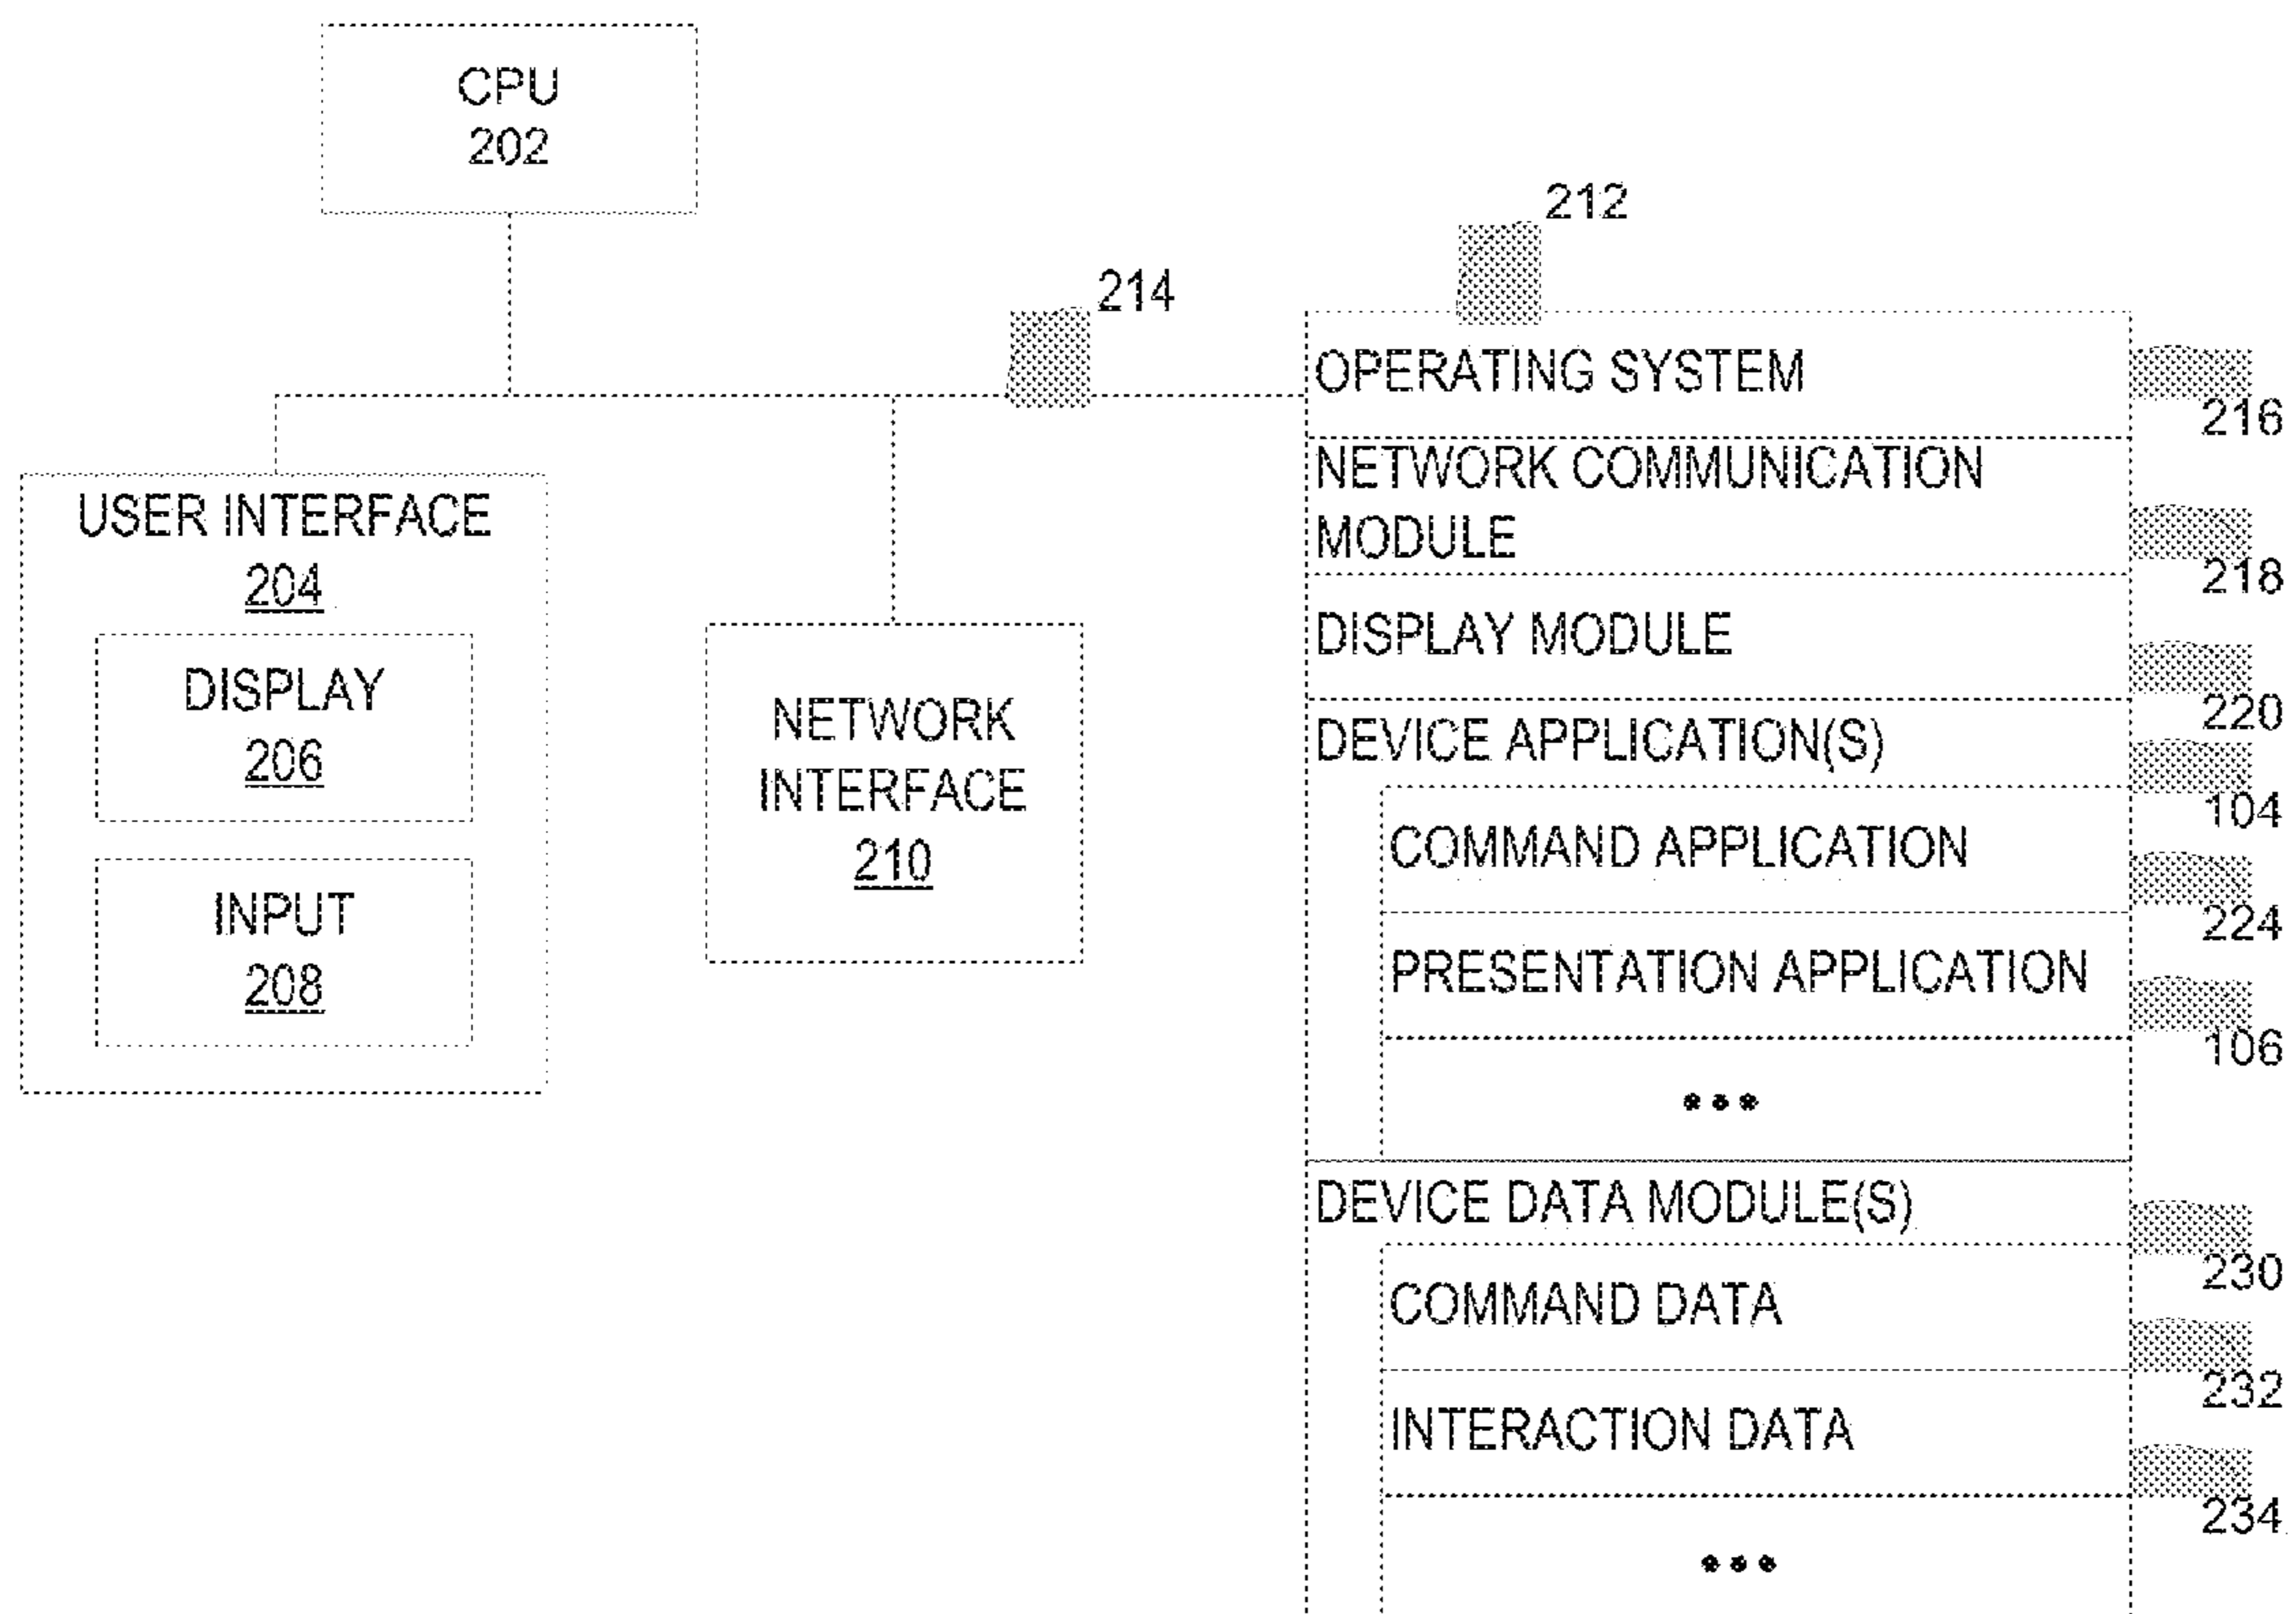 CPU
202
212
214
OPERATING SYSTEM
216
NETWORK COMMUNICATION
MODULE
218
USER INTERFACE
204
DISPLAY
206
INPUT
208
NETWORK
INTERFACE
210
DISPLAY MODULE
220
DEVICE APPLICATION(S)
104
COMMAND APPLICATION
224
PRESENTATION APPLICATION
106
•••
DEVICE DATA MODULE(S)
230
COMMAND DATA
232
INTERACTION DATA
234
•••